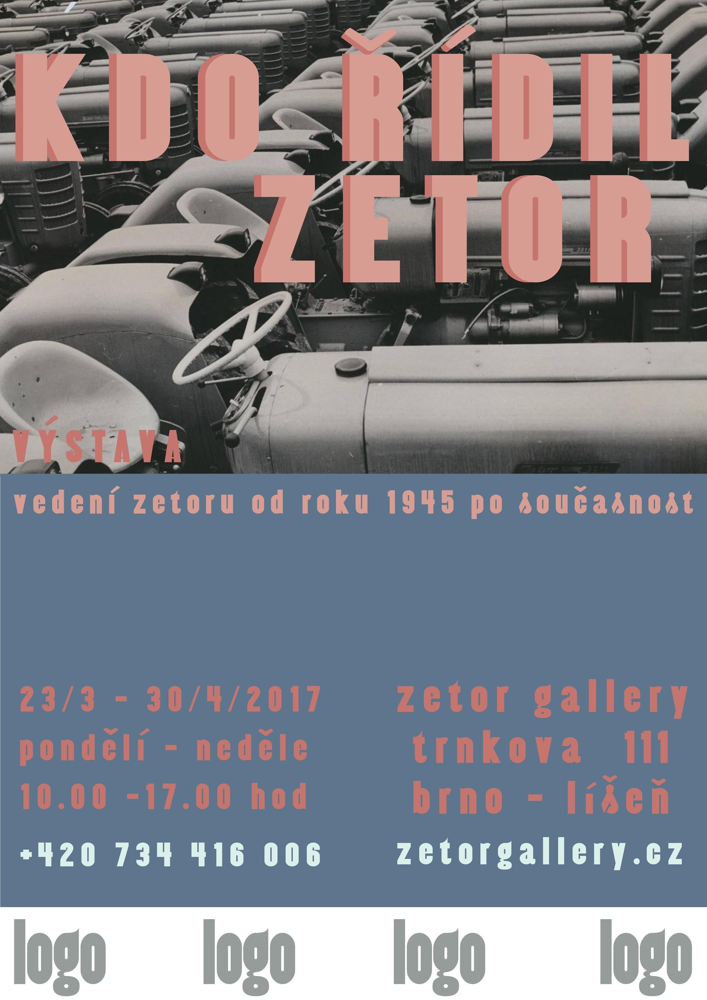 KDO ŘÍDIL
ZETOR
VÝSTAVA
vedení zetoru od roku 1945 po současnost
23/3 - 30/4/2017
pondělí - neděle
10.00 -17.00 hod
+420 734 416 006
zetor gallery
trnkova 111
brno - líšeň
zetorgallery.cz
logo logo logo logo